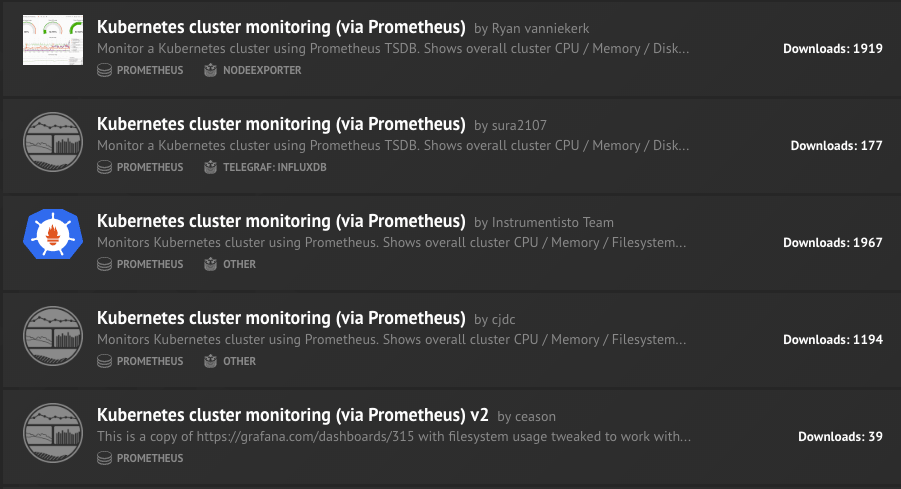 Kubernetes cluster monitoring (via Prometheus) by Ryan vanniekerk
Monitor a Kubernetes cluster using Prometheus TSDB. Shows overall cluster CPU / Memory / Disk...
Downloads: 1919
PROMETHEUS NODEEXPORTER
Kubernetes cluster monitoring (via Prometheus) by sura2107
Monitor a Kubernetes cluster using Prometheus TSDB. Shows overall cluster CPU / Memory / Disk...
Downloads: 177
PROMETHEUS TELEGRAF: INFLUXDB
Kubernetes cluster monitoring (via Prometheus) by Instrumentisto Team
Monitors Kubernetes cluster using Prometheus. Shows overall cluster CPU / Memory / Filesystem...
Downloads: 1967
PROMETHEUS OTHER
Kubernetes cluster monitoring (via Prometheus) by cjdc
Monitors Kubernetes cluster using Prometheus. Shows overall cluster CPU / Memory / Filesystem...
Downloads: 1194
PROMETHEUS OTHER
Kubernetes cluster monitoring (via Prometheus) v2 by ceason
This is a copy of https://grafana.com/dashboards/315 with filesystem usage tweaked to work with...
Downloads: 39
PROMETHEUS